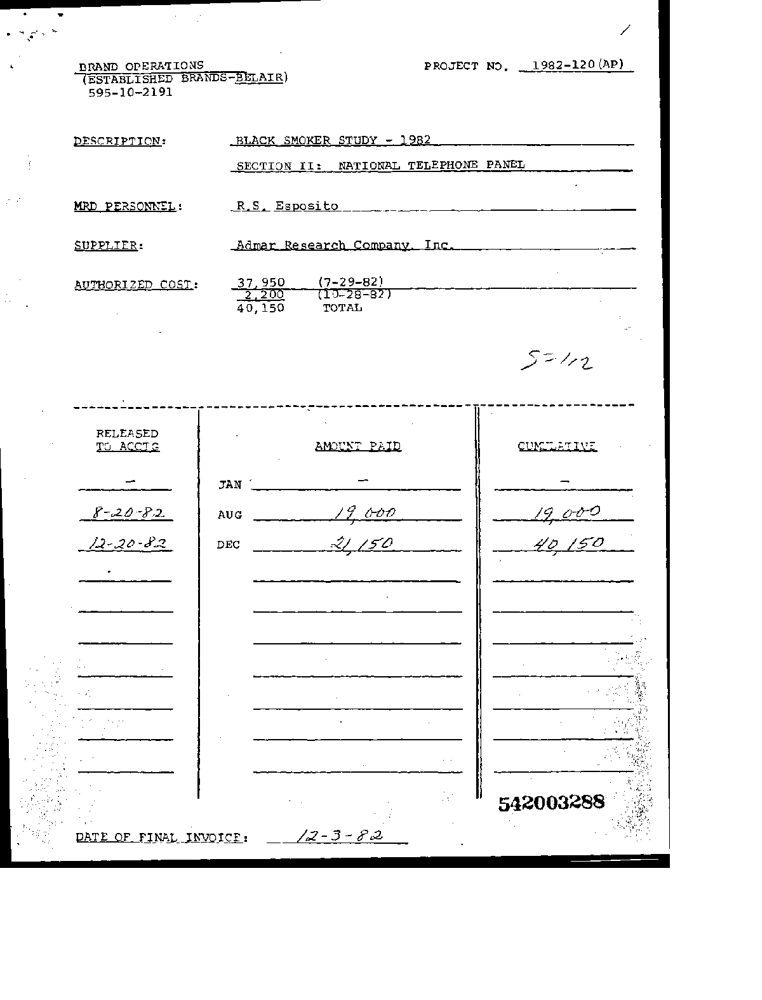 /
BRAND OPERATIONS PROJECT NO. 1982-120(AP)
(ESTABLISHED BRANDS-BELAIR)
595-10-2191
DESCRIPTION: BLACK SMOKER STUDY - 1982
SECTION II: NATIONAL TELEPHONE PANEL
MRD PERSONNEL: R.S. Esposito
SUPPLIER: Admar Research Company, Inc.
AUTHORIZED COST: 37,950 (7-29-82)
2,200 (10-28-82)
40,150 TOTAL
RELEASED
TO ACCTG AMOUNT PAID CUMULATIVE
- JAN - -
8-20-82 AUG 19,000 19,000
12-20-82 DEC 21,150 40,150
542003288
DATE OF FINAL INVOICE: 12-3-82